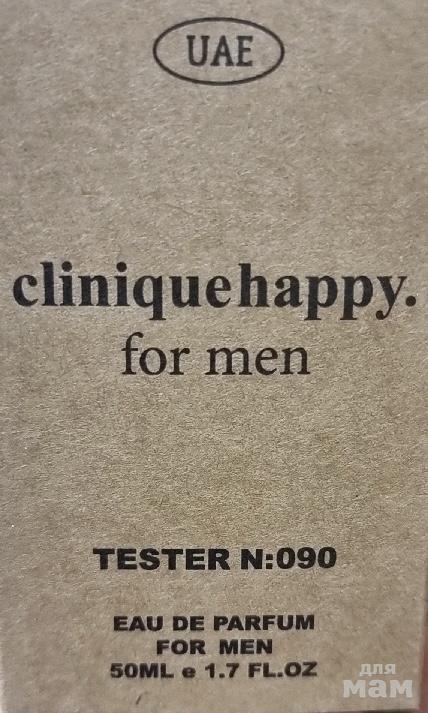 UAE
cliniquehappy.
for men
TESTER N:090
EAU DE PARFUM
FOR MEN
50ML e 1.7 FL.OZ
для
мам